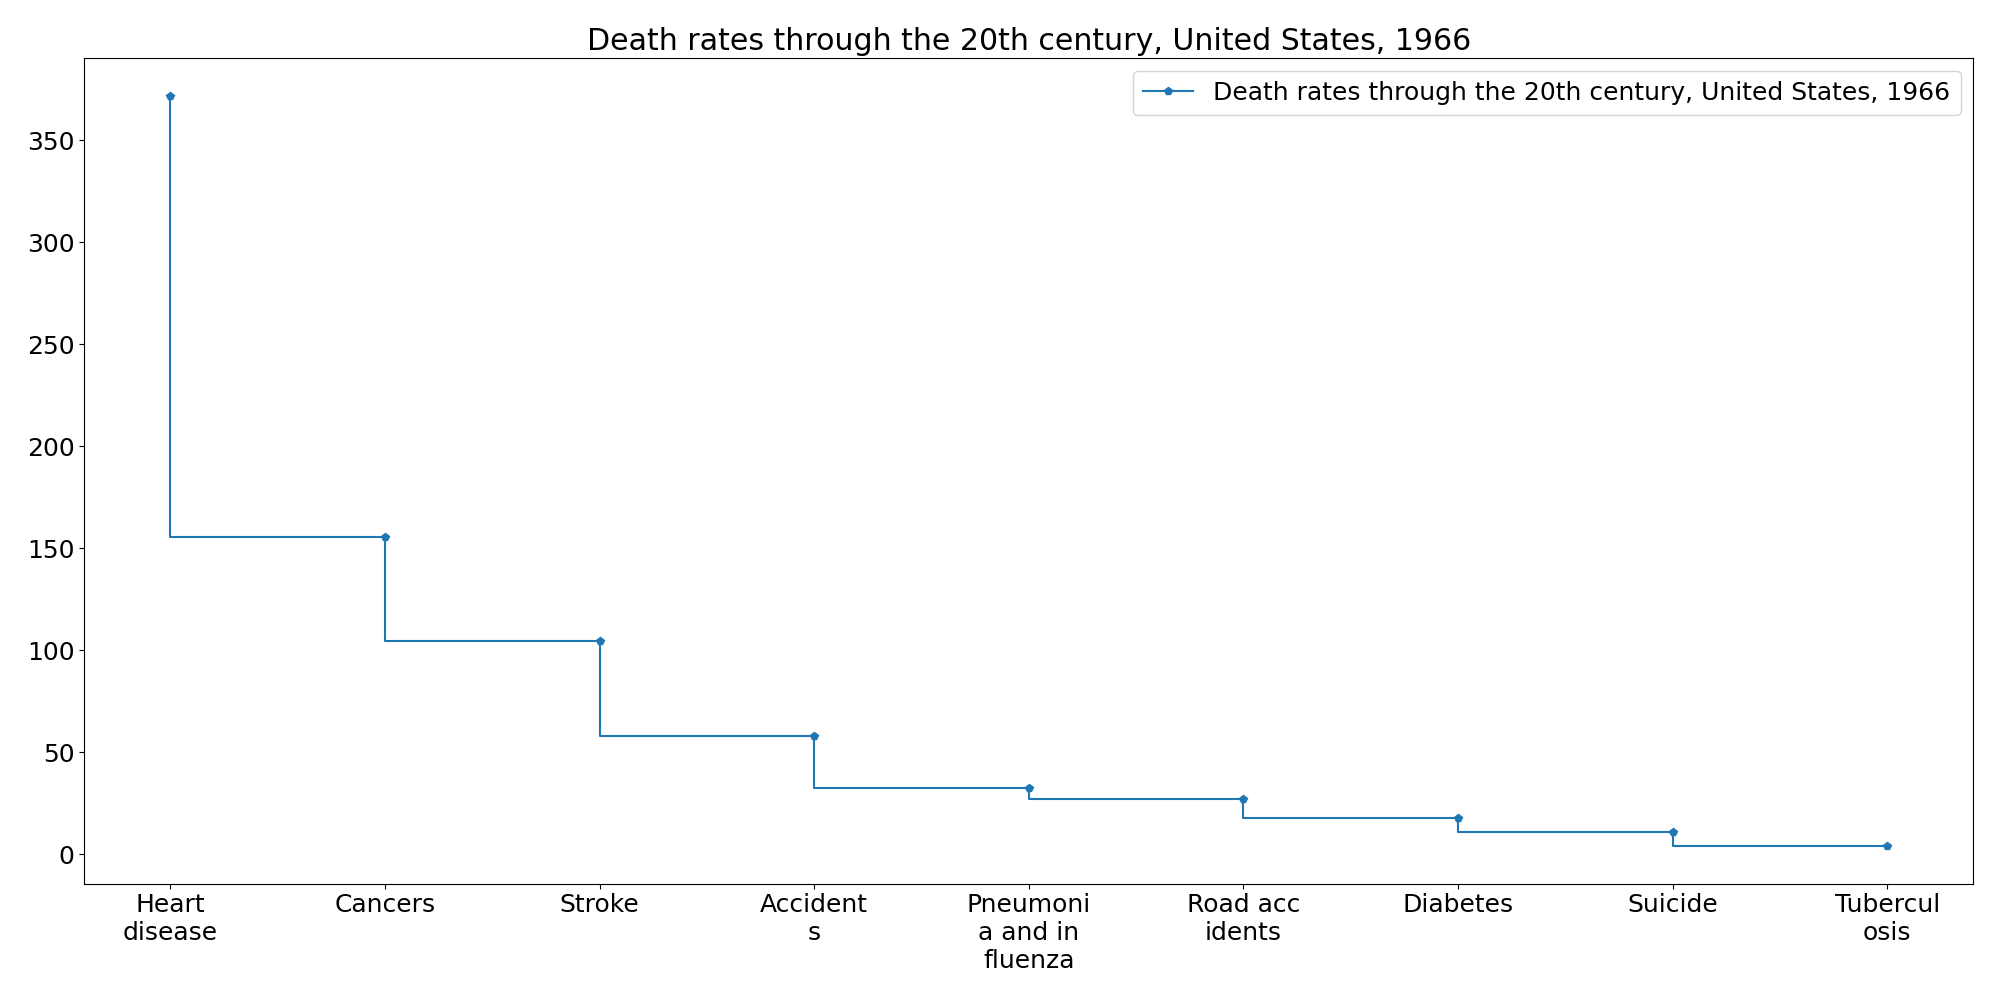 Death rates through the 20th century, United States, 1966
Death rates through the 20th century, United States, 1966
350
300
250
200
150
100
50
0
Heart
disease
Cancers
Stroke
Accident
s
Pneumoni
a and in
fluenza
Road acc
idents
Diabetes
Suicide
Tubercul
osis